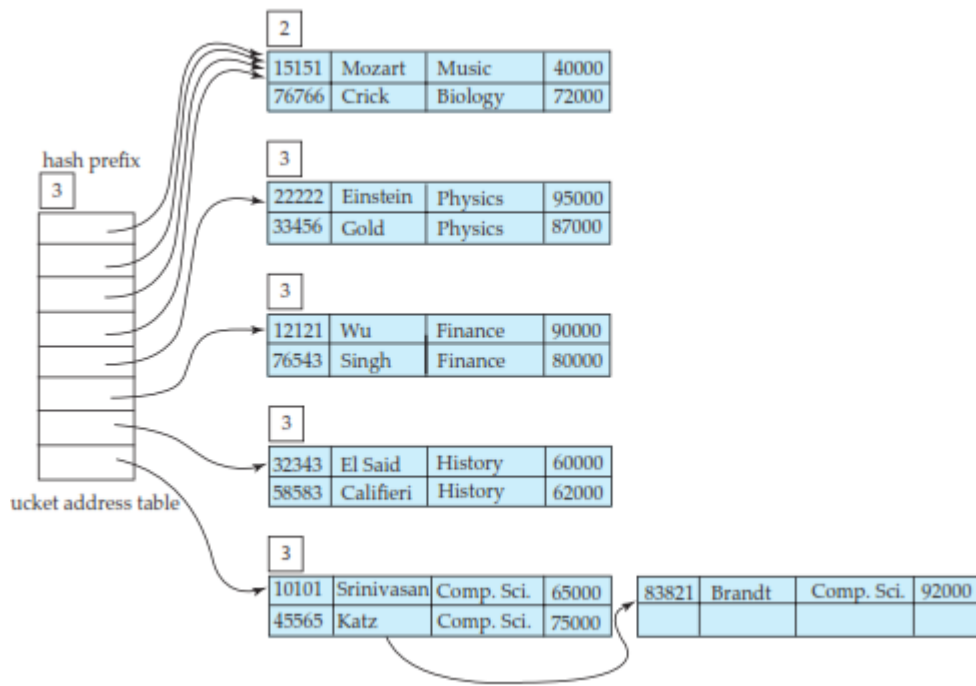 2
15151 Mozart Music 40000
76766 Crick Biology 72000
hash prefix
3
3
22222 Einstein Physics 95000
33456 Gold Physics 87000
3
12121 Wu Finance 90000
76543 Singh Finance 80000
3
32343 El Said History 60000
58583 Califieri History 62000
ucket address table
3
10101 Srinivasan Comp. Sci. 65000
45565 Katz Comp. Sci. 75000
83821 Brandt Comp. Sci. 92000